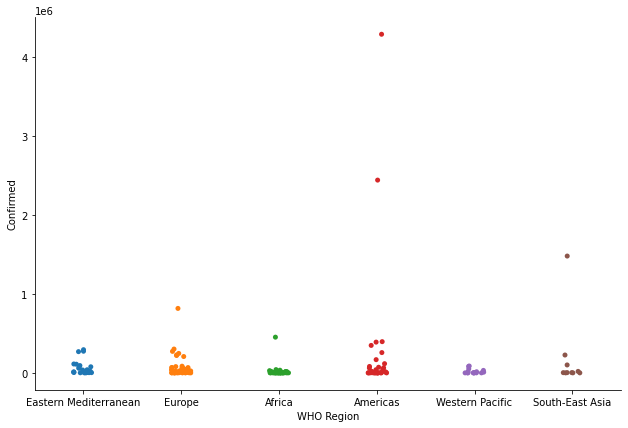 1e6
4
3
2
1
0
Confirmed
Eastern Mediterranean Europe Africa Americas Western Pacific South-East Asia
WHO Region